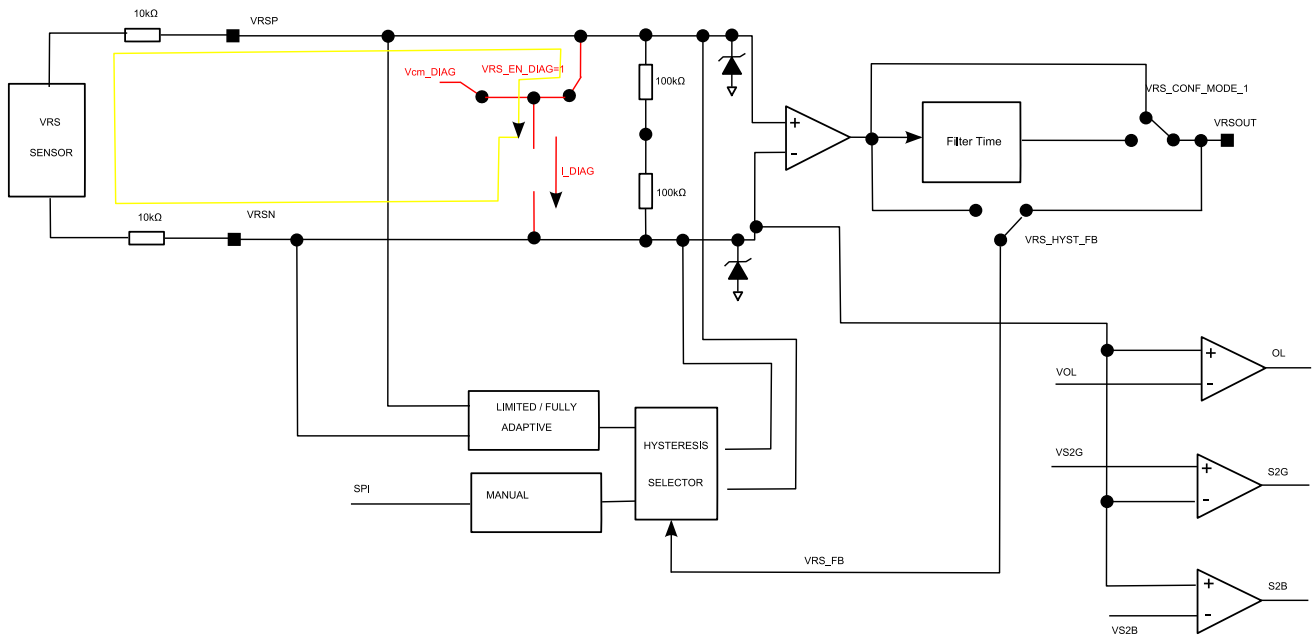 10kΩ
VRSP
Vcm_DIAG
VRS_EN_DIAG=1
100kΩ
VRS_CONF_MODE_1
VRSOUT
VRS
SENSOR
+
-
Filter Time
I_DIAG
100kΩ
10kΩ
VRSN
VRS_HYST_FB
OL
+
VOL
-
LIMITED / FULLY
ADAPTIVE
HYSTERESIS
SELECTOR
VS2G
+
S2G
-
SPI
MANUAL
VRS_FB
+
S2B
-
VS2B